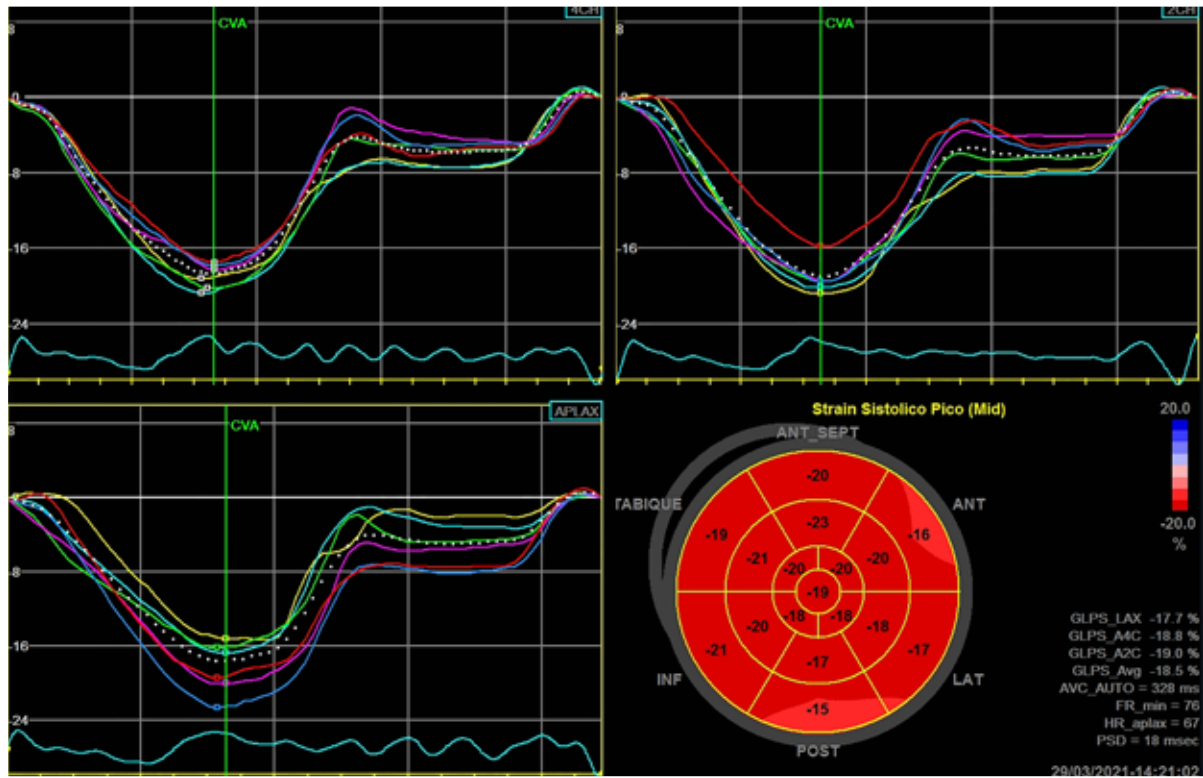 4CH
CVA
8
0
-8
-16
-24
2CH
CVA
8
0
-8
-16
-24
APLAX
CVA
8
-8
-16
-24
Strain Sistolico Pico (Mid)
20.0
-20.0
%
ANT_SEPT
TABIQUE
ANT
INF
LAT
POST
-20
-19
-16
-23
-21
-20
-20
-20
-19
-18
-18
-20
-18
-21
-17
-17
-15
GLPS_LAX -17.7 %
GLPS_A4C -18.8 %
GLPS_A2C -19.0 %
GLPS_Avg -18.5 %
AVC_AUTO = 328 ms
FR_min = 76
HR_aplax = 67
PSD = 18 msec
29/03/2021-14:21:02